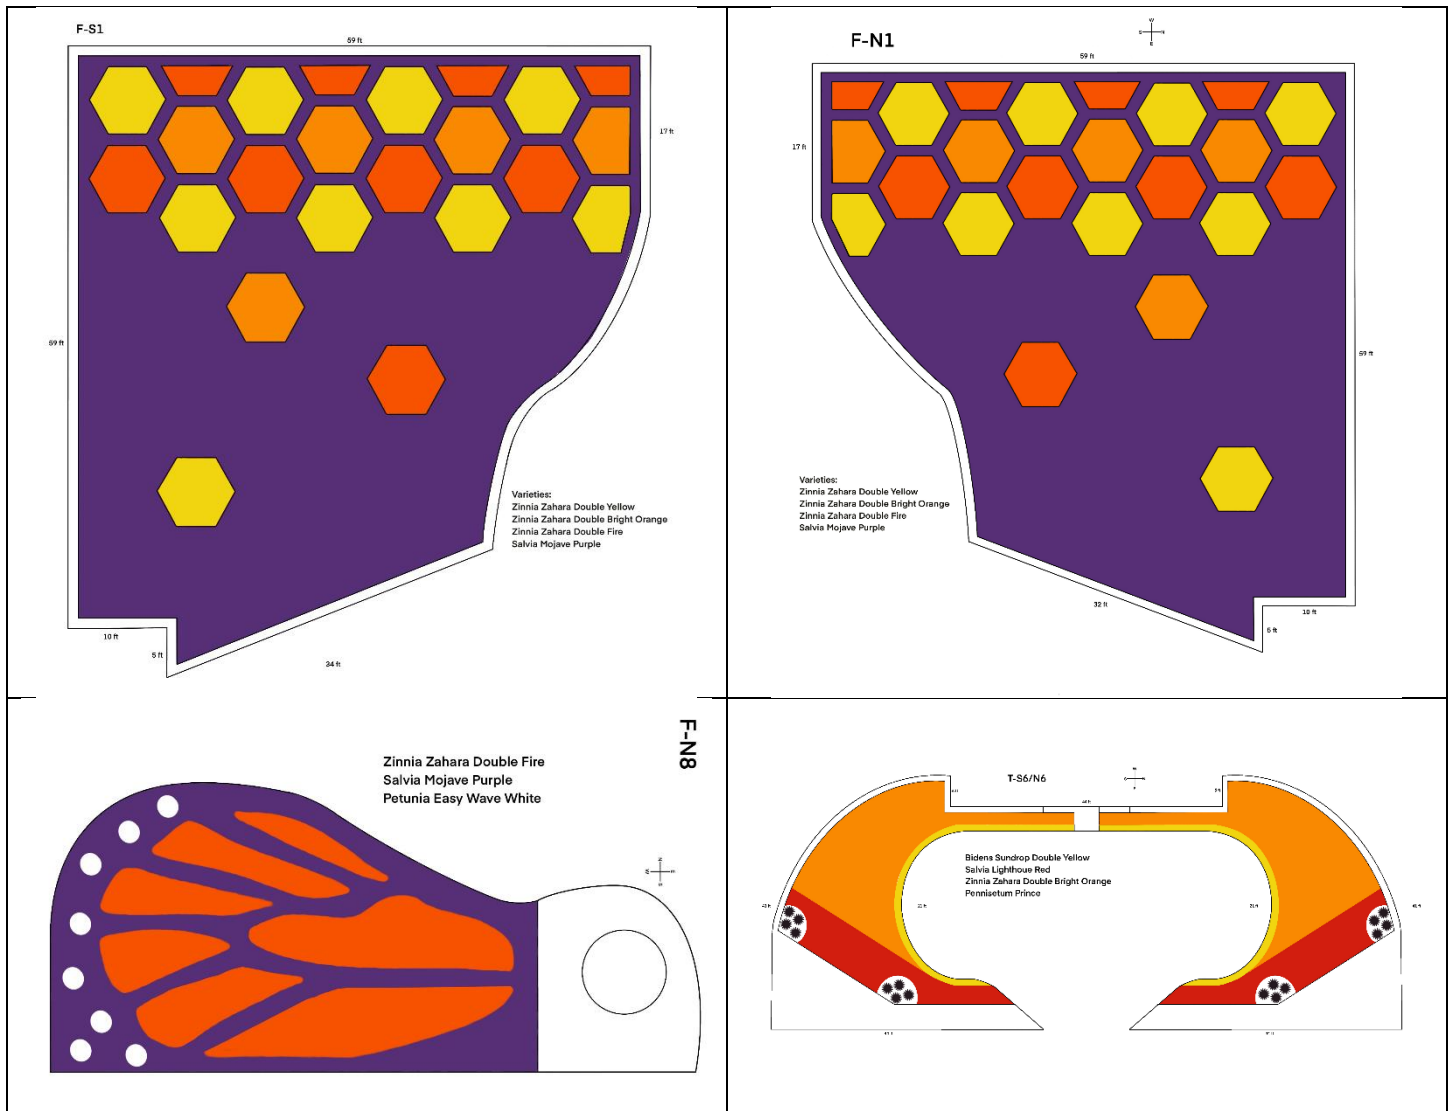 F-S1
59 ft
17 ft
59 ft
Varieties:
Zinnia Zahara Double Yellow
Zinnia Zahara Double Bright Orange
Zinnia Zahara Double Fire
Salvia Mojave Purple
10 ft
5 ft
34 ft
F-N1
W
S N
E
59 ft
17 ft
59 ft
Varieties:
Zinnia Zahara Double Yellow
Zinnia Zahara Double Bright Orange
Zinnia Zahara Double Fire
Salvia Mojave Purple
32 ft
10 ft
5 ft
F-N8
Zinnia Zahara Double Fire
Salvia Mojave Purple
Petunia Easy Wave White
N
W E
S
T-S6/N6
Bidens Sundrop Double Yellow
Salvia Lighthoue Red
Zinnia Zahara Double Bright Orange
Pennisetum Prince